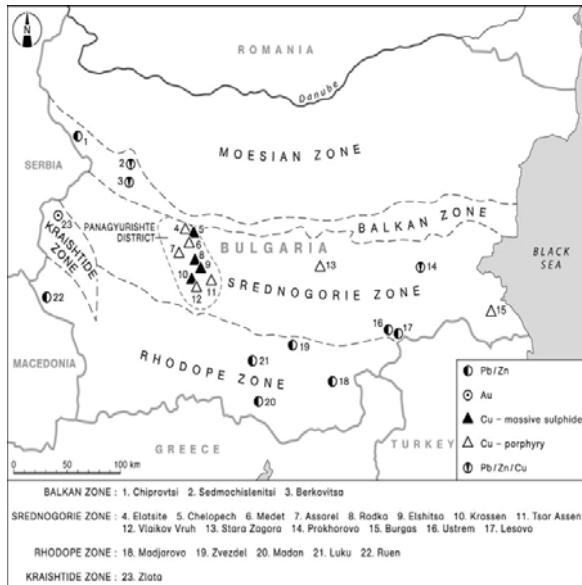 N
ROMANIA
Danube
MOESIAN ZONE
SERBIA
1
2
3
BALKAN ZONE
23
KRAISHTIDE ZONE
PANAGYURISHTE
DISTRICT
4
5
6
7
8
9
10
11
12
BULGARIA
13
14
15
SREDNOGORIE ZONE
BLACK
SEA
22
16
17
19
21
18
20
MACEDONIA
RHODOPE ZONE
GREECE
TURKEY
0 50 100 km
Pb/Zn
Au
Cu – massive sulphide
Cu – porphyry
Pb/Zn/Cu
BALKAN ZONE : 1. Chiprovtsi 2. Sedmochislenitsi 3. Berkovitsa
SREDNOGORIE ZONE : 4. Elatsite 5. Chelopech 6. Medet 7. Assarel 8. Radka 9. Elshitsa 10. Krassen 11. Tsar Assen
12. Vlaikov Vruh 13. Stara Zagora 14. Prokhorovo 15. Burgas 16. Ustrem 17. Lesovo
RHODOPE ZONE : 18. Madjarovo 19. Zvezdel 20. Madan 21. Luku 22. Ruen
KRAISHTIDE ZONE : 23. Zlata